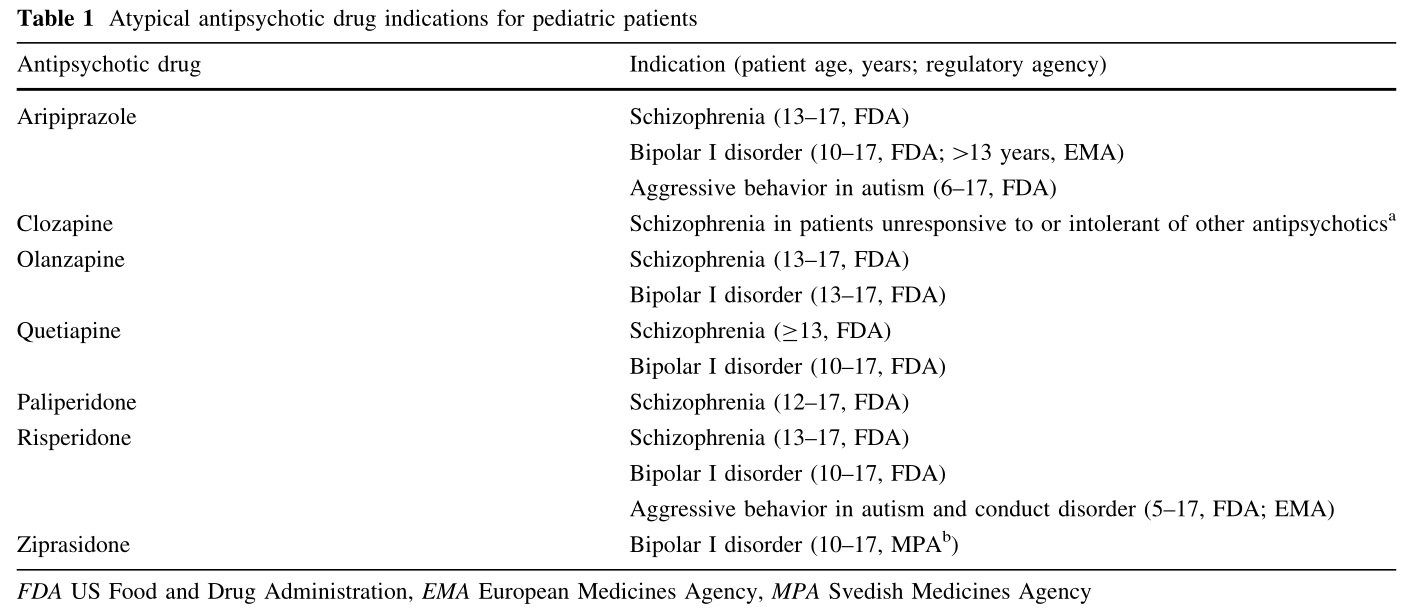 Table 1 Atypical antipsychotic drug indications for pediatric patients
Antipsychotic drug Indication (patient age, years; regulatory agency)
Aripiprazole Schizophrenia (13–17, FDA)
Bipolar I disorder (10–17, FDA; >13 years, EMA)
Aggressive behavior in autism (6–17, FDA)
Clozapine Schizophrenia in patients unresponsive to or intolerant of other antipsychoticsᵃ
Olanzapine Schizophrenia (13–17, FDA)
Bipolar I disorder (13–17, FDA)
Quetiapine Schizophrenia (≥13, FDA)
Bipolar I disorder (10–17, FDA)
Paliperidone Schizophrenia (12–17, FDA)
Risperidone Schizophrenia (13–17, FDA)
Bipolar I disorder (10–17, FDA)
Aggressive behavior in autism and conduct disorder (5–17, FDA; EMA)
Ziprasidone Bipolar I disorder (10–17, MPAᵇ)
FDA US Food and Drug Administration, EMA European Medicines Agency, MPA Svedish Medicines Agency